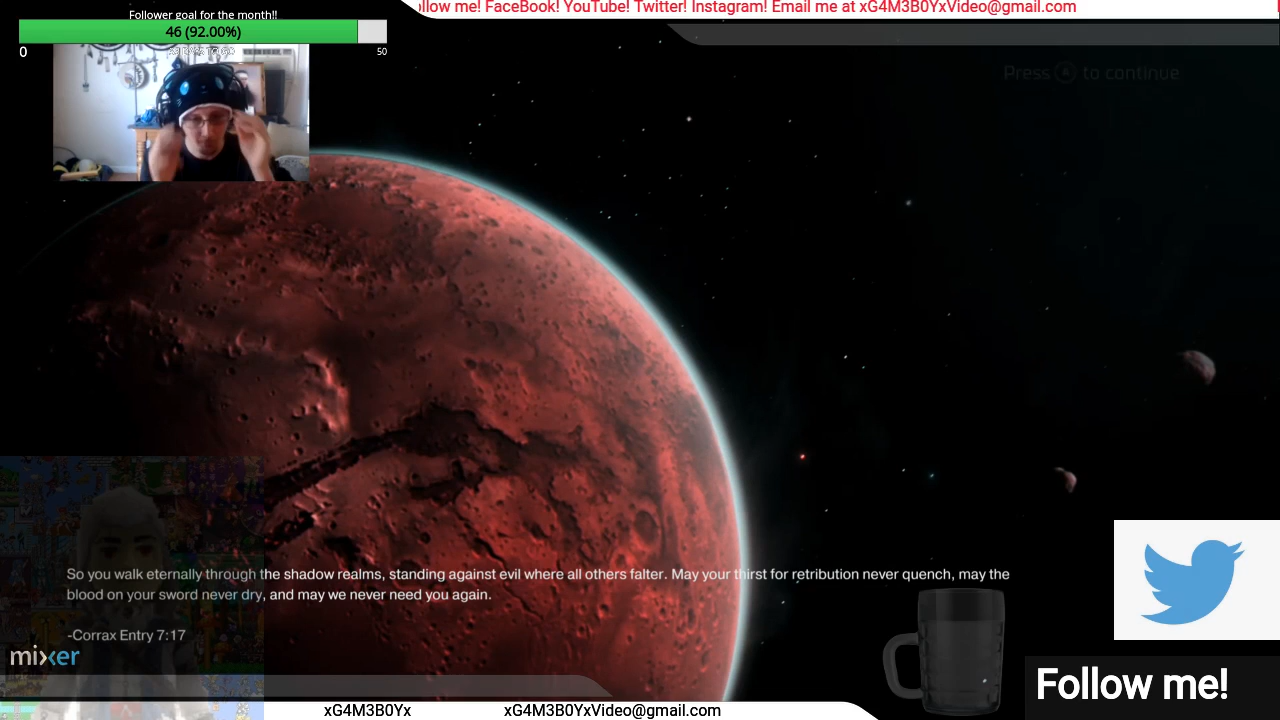 Follower goal for the month!!
llow me! FaceBook! YouTube! Twitter! Instagram! Email me at xG4M3B0YxVideo@gmail.com
46 (92.00%)
0
50
Press to continue
So you walk eternally through the shadow realms, standing against evil where all others falter. May your thirst for retribution never quench, may the
blood on your sword never dry, and may we never need you again.
-Corrax Entry 7:17
mixer
Follow me!
xG4M3B0Yx
xG4M3B0YxVideo@gmail.com